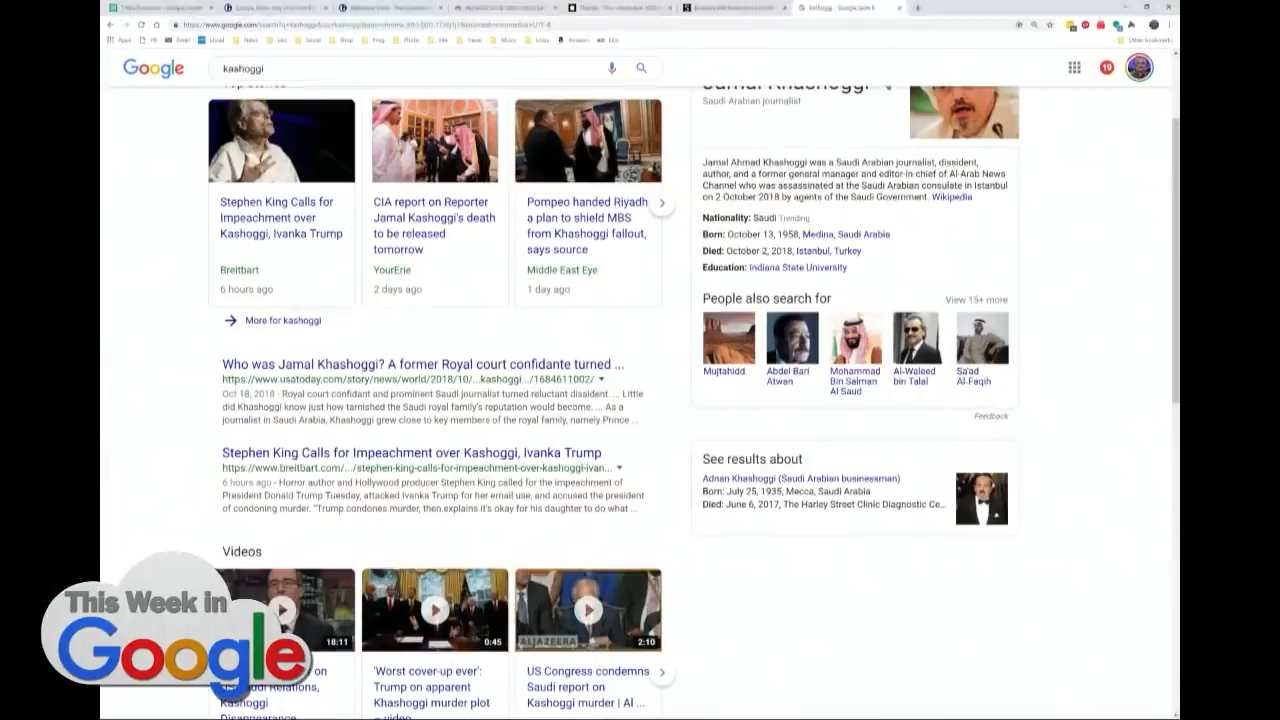 https://www.google.com/search?q=kashoggi
Google
kashoggi
19
Top stories
Jamal Khashoggi
Saudi Arabian journalist
Stephen King Calls for
Impeachment over
Kashoggi, Ivanka Trump
Breitbart
6 hours ago
CIA report on Reporter
Jamal Kashoggi's death
to be released
tomorrow
YourErie
2 days ago
Pompeo handed Riyadh
a plan to shield MBS
from Khashoggi fallout,
says source
Middle East Eye
1 day ago
More for kashoggi
Jamal Ahmad Khashoggi was a Saudi Arabian journalist, dissident,
author, and a former general manager and editor-in-chief of Al-Arab News
Channel who was assassinated at the Saudi Arabian consulate in Istanbul
on 2 October 2018 by agents of the Saudi Government. Wikipedia
Nationality: Saudi Trending
Born: October 13, 1958, Medina, Saudi Arabia
Died: October 2, 2018, Istanbul, Turkey
Education: Indiana State University
People also search for
View 15+ more
Mujtahidd
Abdel Bari
Atwan
Mohammad
Bin Salman
Al Saud
Al-Waleed
bin Talal
Sa'ad
Al-Faqih
Feedback
Who was Jamal Khashoggi? A former Royal court confidante turned ...
https://www.usatoday.com/story/news/world/2018/10/...kashoggi.../1684611002/
Oct 18, 2018 - Royal court confidant and prominent Saudi journalist turned reluctant dissident. ... Little
did Khashoggi know just how tarnished the Saudi royal family's reputation would become. ... As a
journalist in Saudi Arabia, Khashoggi grew close to key members of the royal family, namely Prince ...
Stephen King Calls for Impeachment over Kashoggi, Ivanka Trump
https://www.breitbart.com/.../stephen-king-calls-for-impeachment-over-kashoggi-ivan...
6 hours ago - Horror author and Hollywood producer Stephen King called for the impeachment of
President Donald Trump Tuesday, attacked Ivanka Trump for her email use, and accused the president
of condoning murder. "Trump condones murder, then explains it's okay for his daughter to do what ...
See results about
Adnan Khashoggi (Saudi Arabian businessman)
Born: July 25, 1935, Mecca, Saudi Arabia
Died: June 6, 2017, The Harley Street Clinic Diagnostic Ce...
Videos
18:11
0:45
ALJAZEERA
2:10
on
Relations,
Kashoggi
Disappearance
'Worst cover-up ever':
Trump on apparent
Khashoggi murder plot
– video
US Congress condemns
Saudi report on
Kashoggi murder | Al ...
This Week in
Google